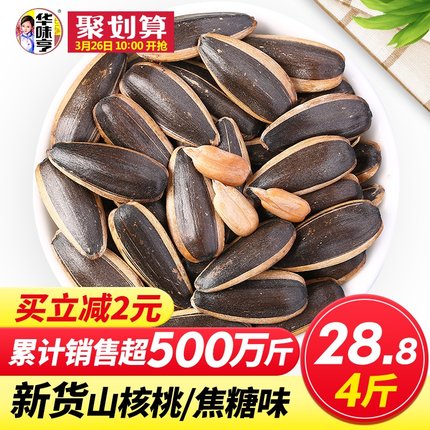 华味亨
聚划算
3月26日 10:00 开抢
买立减2元
累计销售超500万斤
28.8
4斤
新货山核桃/焦糖味